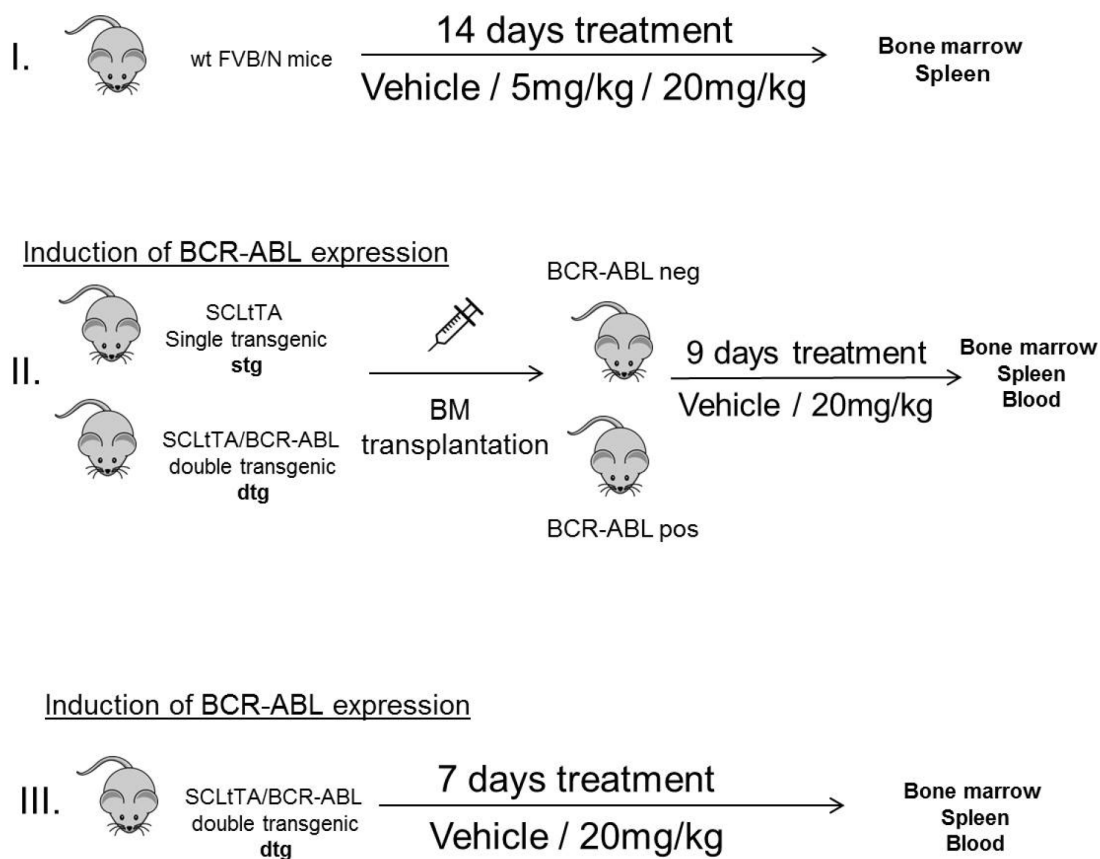 I.
wt FVB/N mice
14 days treatment
Vehicle / 5mg/kg / 20mg/kg
Bone marrow
Spleen
Induction of BCR-ABL expression
II.
SCLtTA
Single transgenic
stg
SCLtTA/BCR-ABL
double transgenic
dtg
BM
transplantation
BCR-ABL neg
BCR-ABL pos
9 days treatment
Vehicle / 20mg/kg
Bone marrow
Spleen
Blood
Induction of BCR-ABL expression
III.
SCLtTA/BCR-ABL
double transgenic
dtg
7 days treatment
Vehicle / 20mg/kg
Bone marrow
Spleen
Blood